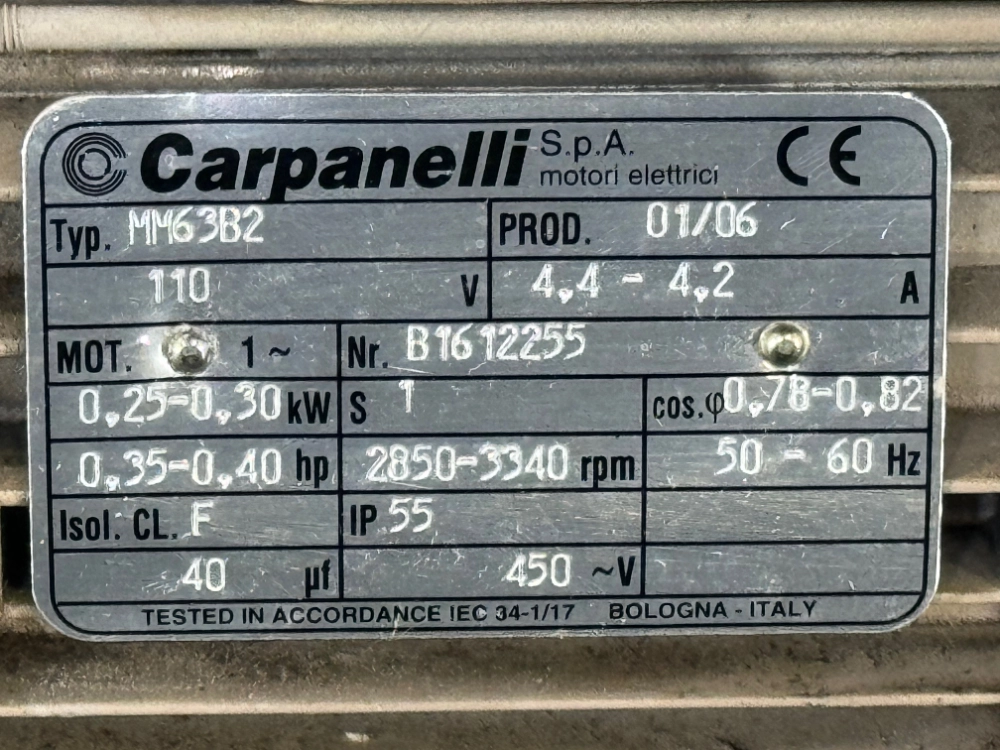 Carpanelli S.p.A. motori elettrici CE
Typ. MM63B2 PROD. 01/06
110 V 4,4 - 4,2 A
MOT. 1~ Nr. B1612255
0,25-0,30 kW S 1 cos.φ 0,78-0,82
0,35-0,40 hp 2850-3340 rpm 50 - 60 Hz
Isol. CL. F IP 55
40 µf 450 ~V
TESTED IN ACCORDANCE IEC 34-1/17 BOLOGNA - ITALY